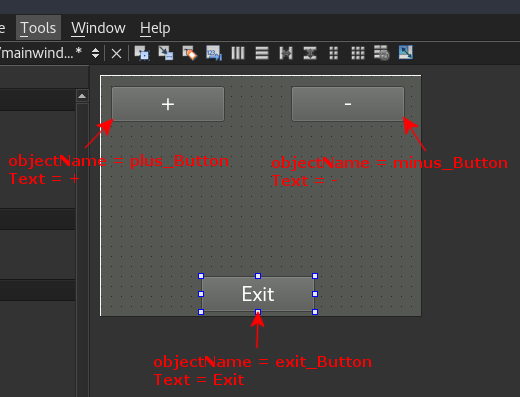 e Tools Window Help
/mainwind...*
+ -
objectName = plus_Button
Text = +
objectName = minus_Button
Text = -
Exit
objectName = exit_Button
Text = Exit